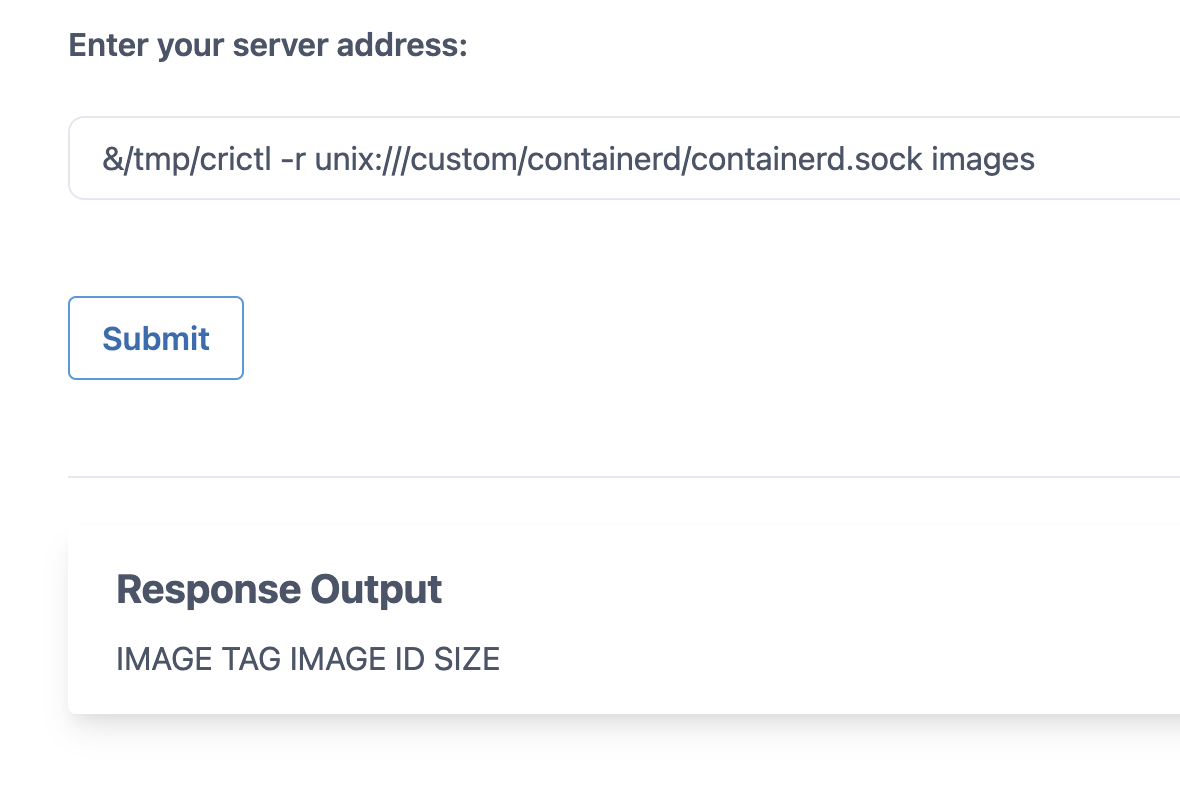 Enter your server address:
&/tmp/crictl -r unix:///custom/containerd/containerd.sock images
Submit
Response Output
IMAGE TAG IMAGE ID SIZE